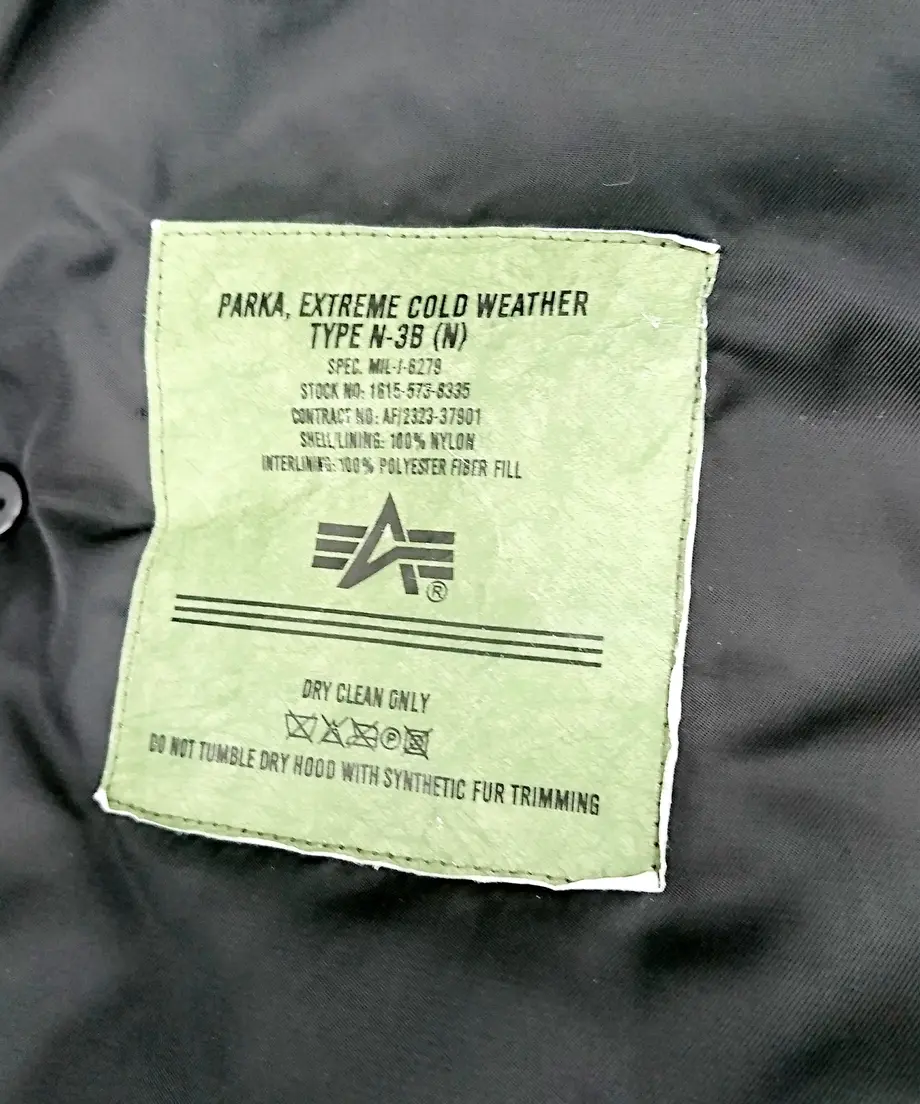 PARKA, EXTREME COLD WEATHER
TYPE N-3B (N)
SPEC. MIL-J-6279
STOCK NO: 1615-573-8335
CONTRACT NO: AF/2323-37901
SHELL/LINING: 100% NYLON
INTERLINING: 100% POLYESTER FIBER FILL
®
DRY CLEAN ONLY
P
DO NOT TUMBLE DRY HOOD WITH SYNTHETIC FUR TRIMMING